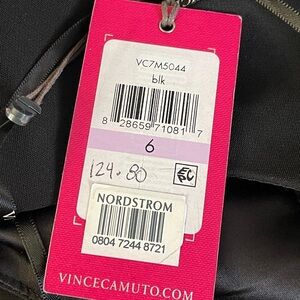 VC7M5044
blk
8 28659 71081 7
6
124.80
NORDSTROM
0804 7244 8721
VINCECAMUTO.COM